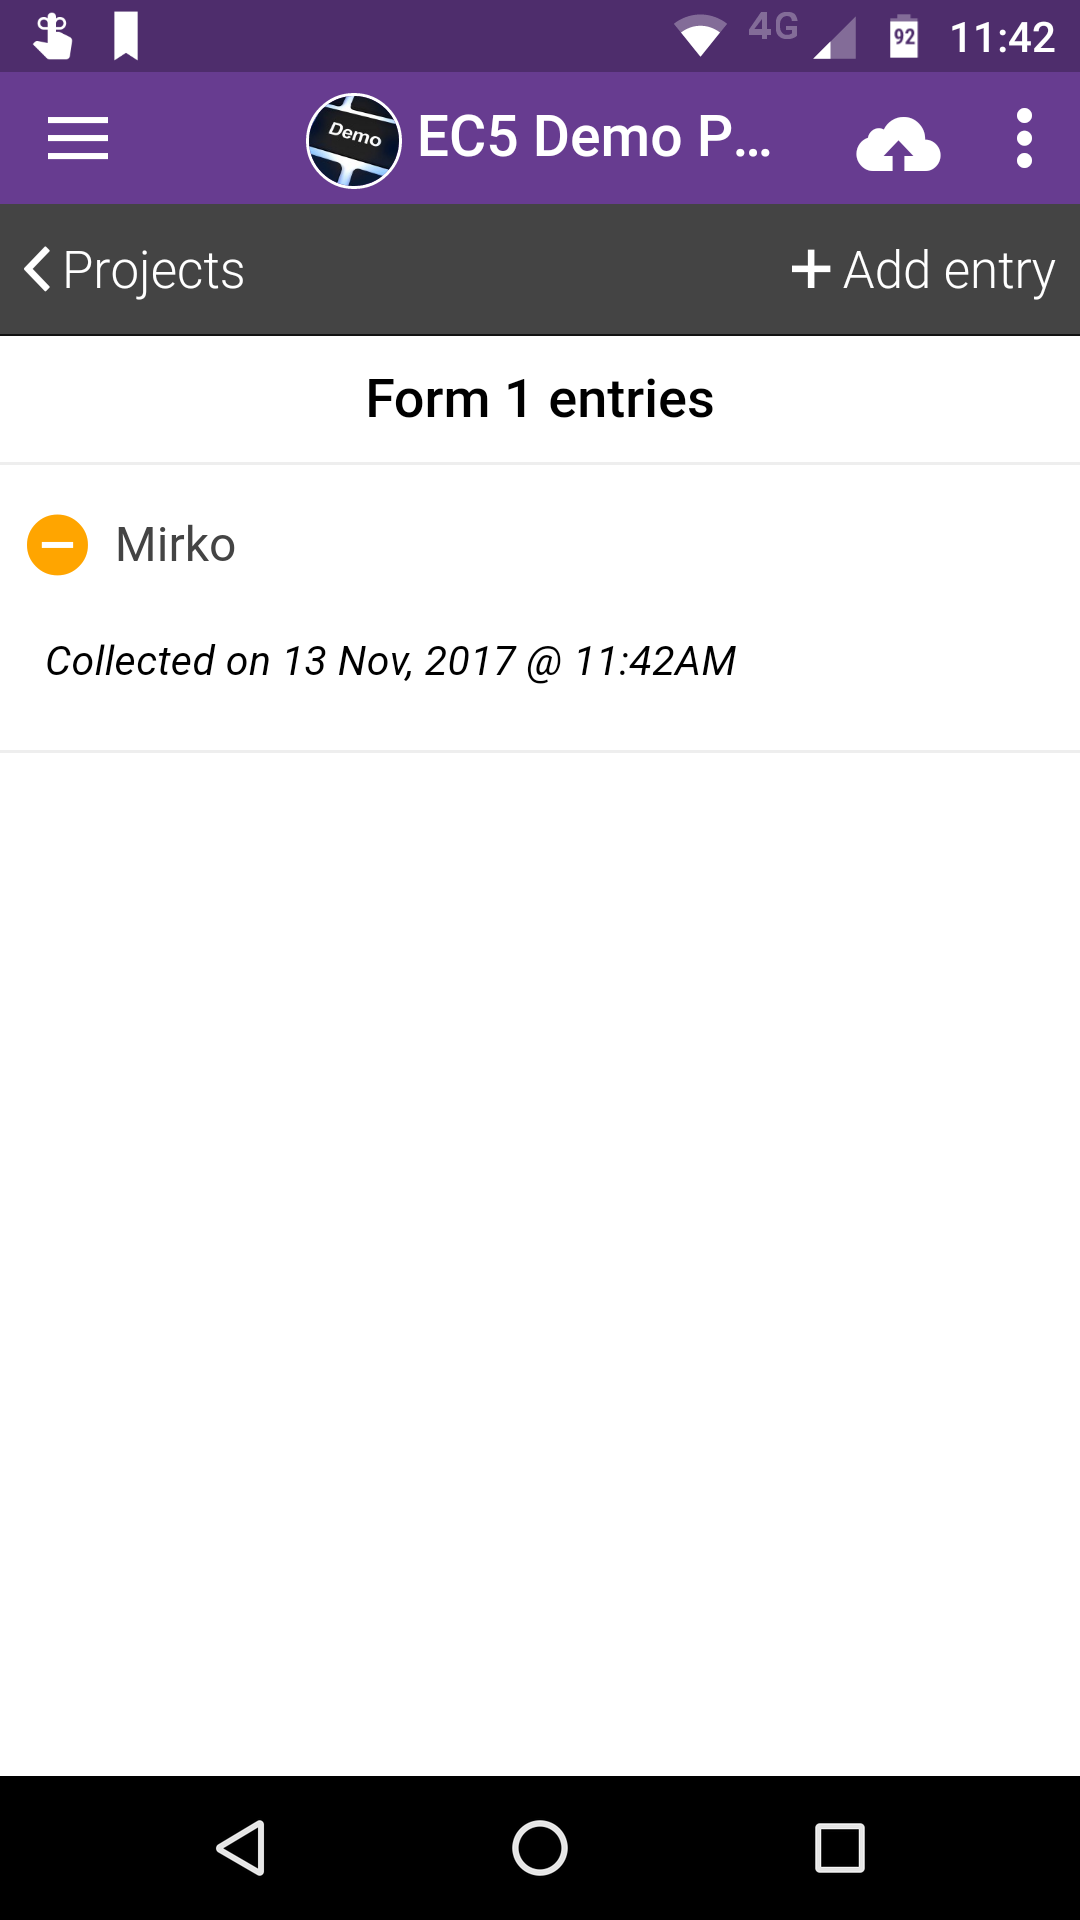 4G 92 11:42
Demo EC5 Demo P...
Projects Add entry
Form 1 entries
Mirko
Collected on 13 Nov, 2017 @ 11:42AM